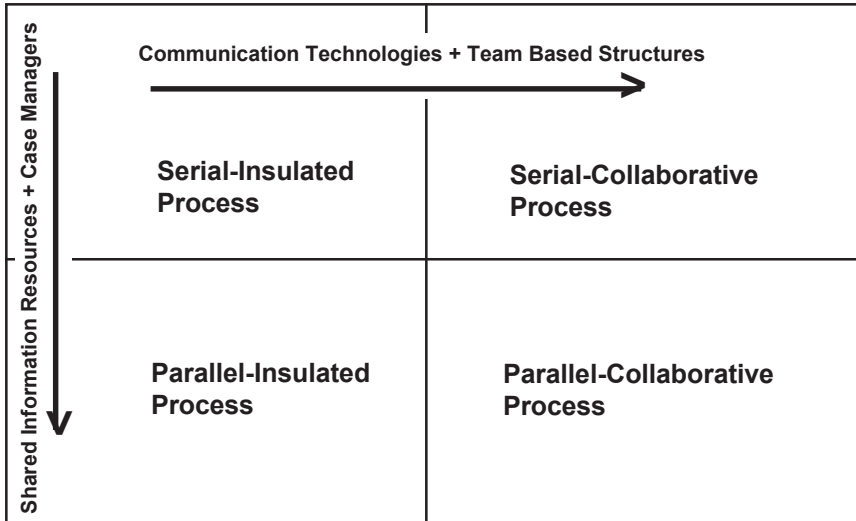 Communication Technologies + Team Based Structures
Shared Information Resources + Case Managers
Serial-Insulated
Process
Serial-Collaborative
Process
Parallel-Insulated
Process
Parallel-Collaborative
Process